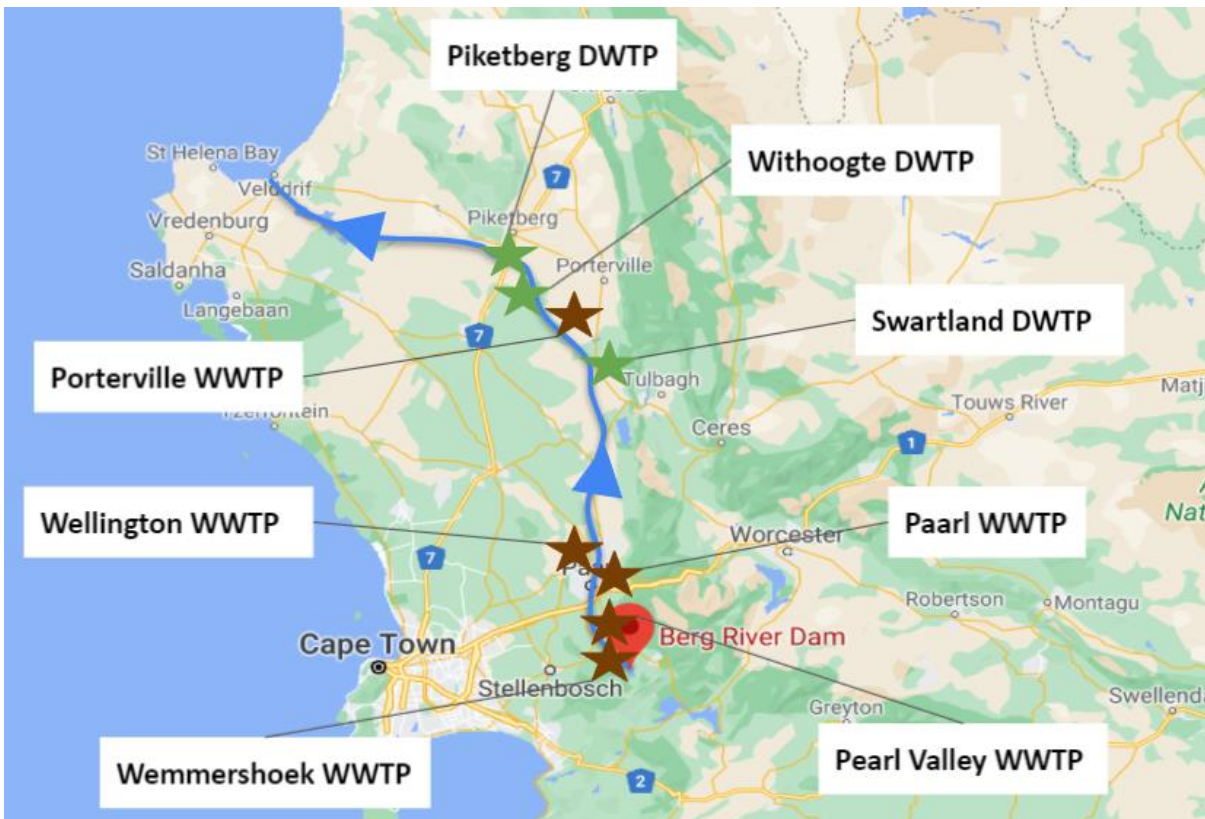 Piketberg DWTP
Withoogte DWTP
St Helena Bay
7
Velddrif
Vredenburg
Piketberg
Porterville
Saldanha
Langebaan
Swartland DWTP
7
Porterville WWTP
Tulbagh
Matj
Touws River
Ceres
1
Nat
Wellington WWTP
Paarl WWTP
Worcester
7
Robertson
Montagu
Cape Town
Berg River Dam
Stellenbosch
Swellenda
Greyton
Wemmershoek WWTP
Pearl Valley WWTP
2